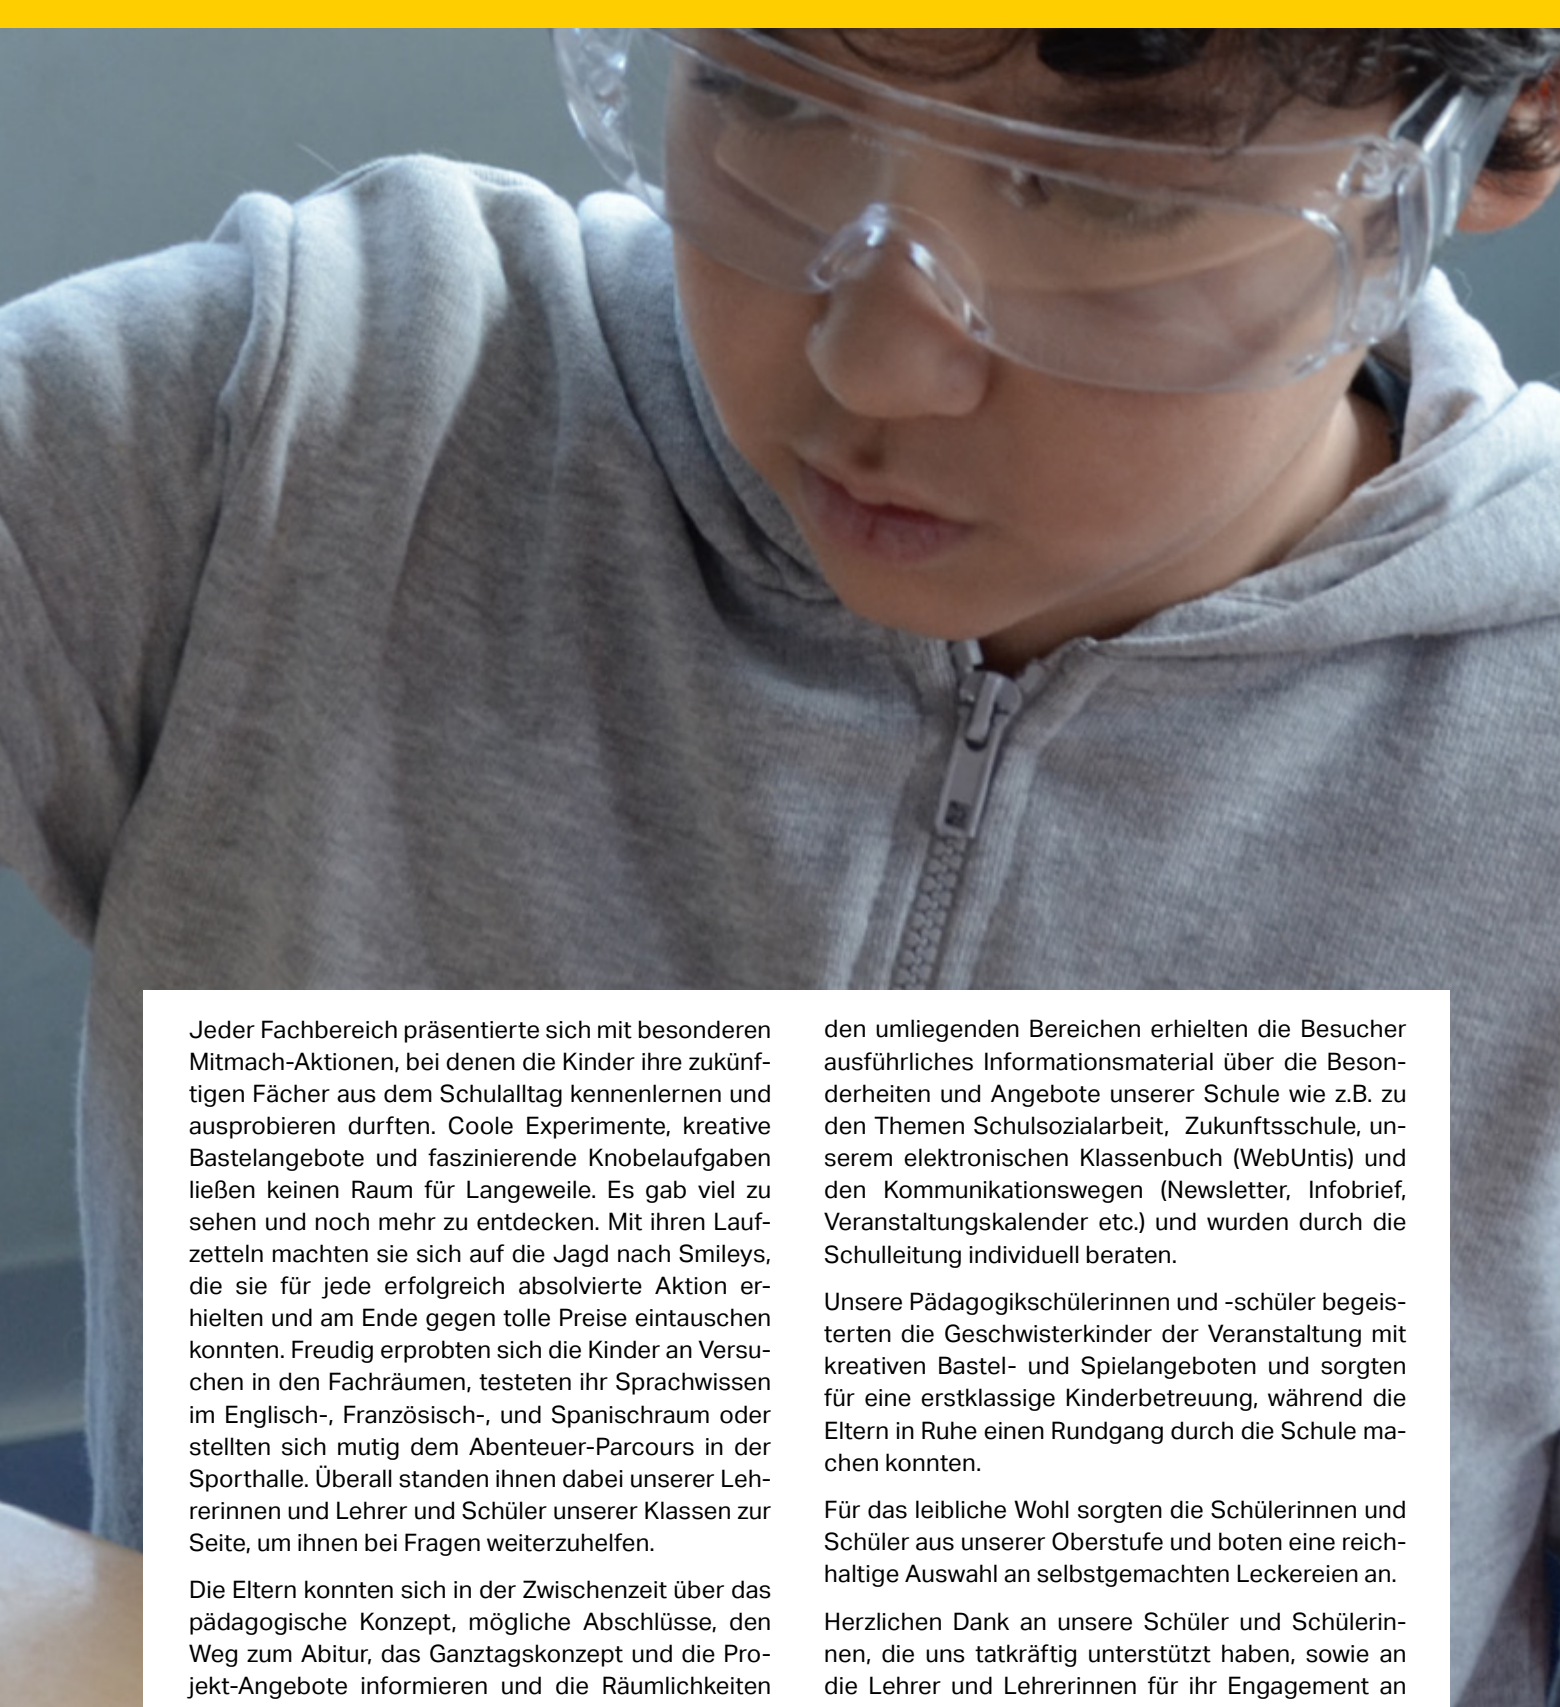 Jeder Fachbereich präsentierte sich mit besonderen
Mitmach-Aktionen, bei denen die Kinder ihre zukünf-
tigen Fächer aus dem Schulalltag kennenlernen und
ausprobieren durften. Coole Experimente, kreative
Bastelangebote und faszinierende Knobelaufgaben
ließen keinen Raum für Langeweile. Es gab viel zu
sehen und noch mehr zu entdecken. Mit ihren Lauf-
zetteln machten sie sich auf die Jagd nach Smileys,
die sie für jede erfolgreich absolvierte Aktion er-
hielten und am Ende gegen tolle Preise eintauschen
konnten. Freudig erprobten sich die Kinder an Versu-
chen in den Fachräumen, testeten ihr Sprachwissen
im Englisch-, Französisch-, und Spanischraum oder
stellten sich mutig dem Abenteuer-Parcours in der
Sporthalle. Überall standen ihnen dabei unserer Leh-
rerinnen und Lehrer und Schüler unserer Klassen zur
Seite, um ihnen bei Fragen weiterzuhelfen.
Die Eltern konnten sich in der Zwischenzeit über das
pädagogische Konzept, mögliche Abschlüsse, den
Weg zum Abitur, das Ganztagskonzept und die Pro-
jekt-Angebote informieren und die Räumlichkeiten
den umliegenden Bereichen erhielten die Besucher
ausführliches Informationsmaterial über die Beson-
derheiten und Angebote unserer Schule wie z.B. zu
den Themen Schulsozialarbeit, Zukunftsschule, un-
serem elektronischen Klassenbuch (WebUntis) und
den Kommunikationswegen (Newsletter, Infobrief,
Veranstaltungskalender etc.) und wurden durch die
Schulleitung individuell beraten.
Unsere Pädagogikschülerinnen und -schüler begeis-
terten die Geschwisterkinder der Veranstaltung mit
kreativen Bastel- und Spielangeboten und sorgten
für eine erstklassige Kinderbetreuung, während die
Eltern in Ruhe einen Rundgang durch die Schule ma-
chen konnten.
Für das leibliche Wohl sorgten die Schülerinnen und
Schüler aus unserer Oberstufe und boten eine reich-
haltige Auswahl an selbstgemachten Leckereien an.
Herzlichen Dank an unsere Schüler und Schülerin-
nen, die uns tatkräftig unterstützt haben, sowie an
die Lehrer und Lehrerinnen für ihr Engagement an